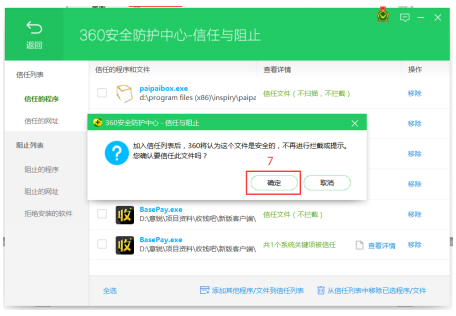 返回
360安全防护中心-信任与阻止
信任列表
信任的程序
信任的网址
阻止列表
阻止的程序
阻止的网址
拒绝安装的软件
信任的程序和文件
查看详情
操作
paipaibox.exe
d:\program files (x86)\inspiry\paipa
信任文件（不扫描，不拦截）
移除
移除
360安全防护中心 - 信任与阻止
加入信任列表后，360将认为这个文件是安全的，不再进行拦截或提示。
您确认要信任此文件吗？
7
确定
取消
移除
移除
BasePay.exe
信任文件（不拦截）
移除
BasePay.exe
共1个系统关键项被信任
查看详情
移除
全选
添加其他程序/文件到信任列表
从信任列表中移除已选程序/文件